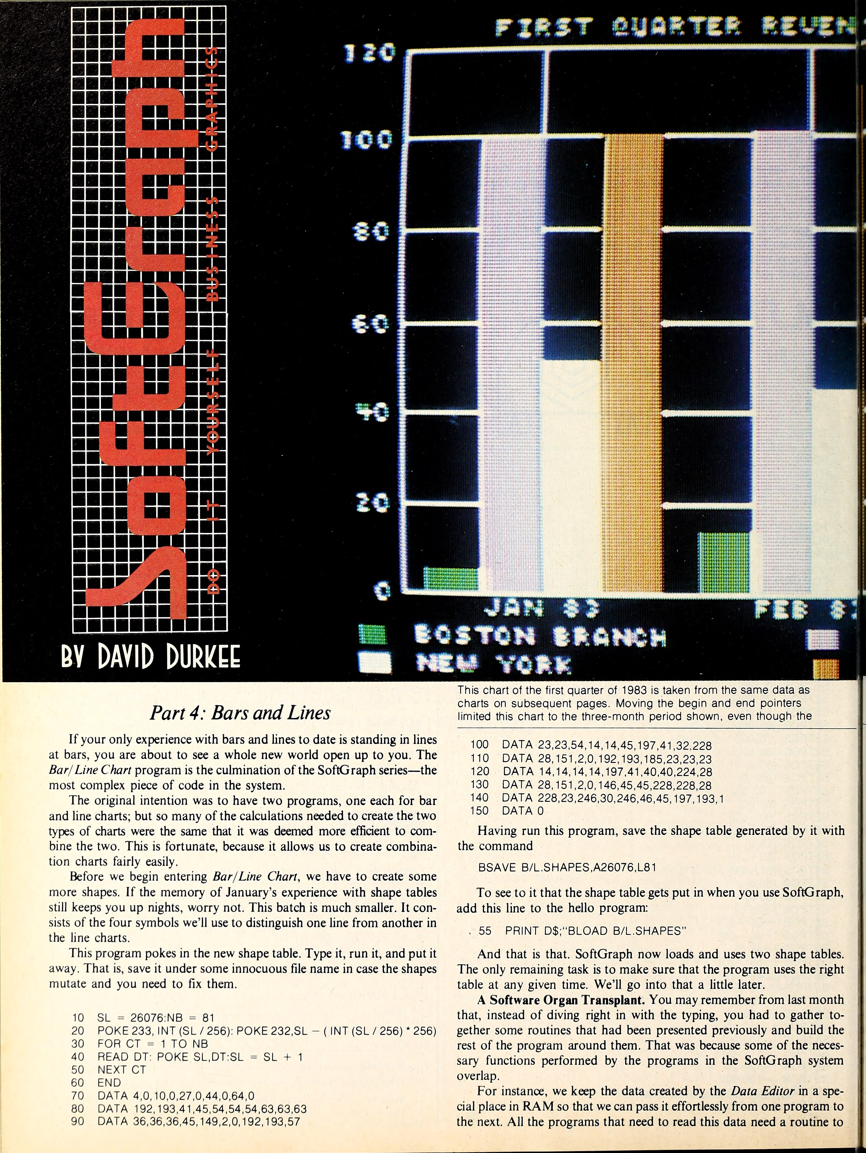 SoftGraph
DO IT YOURSELF BUSINESS GRAPHICS
BY DAVID DURKEE
FIRST QUARTER REVEN
120
100
80
60
40
20
0
JAN 83
FEB 8
BOSTON BRANCH
NEW YORK
Part 4: Bars and Lines
If your only experience with bars and lines to date is standing in lines
at bars, you are about to see a whole new world open up to you. The
Bar/Line Chart program is the culmination of the SoftGraph series—the
most complex piece of code in the system.
The original intention was to have two programs, one each for bar
and line charts; but so many of the calculations needed to create the two
types of charts were the same that it was deemed more efficient to com-
bine the two. This is fortunate, because it allows us to create combina-
tion charts fairly easily.
Before we begin entering Bar/Line Chart, we have to create some
more shapes. If the memory of January's experience with shape tables
still keeps you up nights, worry not. This batch is much smaller. It con-
sists of the four symbols we'll use to distinguish one line from another in
the line charts.
This program pokes in the new shape table. Type it, run it, and put it
away. That is, save it under some innocuous file name in case the shapes
mutate and you need to fix them.
10 SL = 26076:NB = 81
20 POKE 233, INT (SL / 256): POKE 232,SL - ( INT (SL / 256) * 256)
30 FOR CT = 1 TO NB
40 READ DT: POKE SL,DT:SL = SL + 1
50 NEXT CT
60 END
70 DATA 4,0,10,0,27,0,44,0,64,0
80 DATA 192,193,41,45,54,54,54,63,63,63
90 DATA 36,36,36,45,149,2,0,192,193,57
This chart of the first quarter of 1983 is taken from the same data as
charts on subsequent pages. Moving the begin and end pointers
limited this chart to the three-month period shown, even though the
100 DATA 23,23,54,14,14,45,197,41,32,228
110 DATA 28,151,2,0,192,193,185,23,23,23
120 DATA 14,14,14,14,197,41,40,40,224,28
130 DATA 28,151,2,0,146,45,45,228,228,28
140 DATA 228,23,246,30,246,46,45,197,193,1
150 DATA 0
Having run this program, save the shape table generated by it with
the command
BSAVE B/L.SHAPES,A26076,L81
To see to it that the shape table gets put in when you use SoftGraph,
add this line to the hello program:
55 PRINT D$;"BLOAD B/L.SHAPES"
And that is that. SoftGraph now loads and uses two shape tables.
The only remaining task is to make sure that the program uses the right
table at any given time. We'll go into that a little later.
A Software Organ Transplant. You may remember from last month
that, instead of diving right in with the typing, you had to gather to-
gether some routines that had been presented previously and build the
rest of the program around them. That was because some of the neces-
sary functions performed by the programs in the SoftGraph system
overlap.
For instance, we keep the data created by the Data Editor in a spe-
cial place in RAM so that we can pass it effortlessly from one program to
the next. All the programs that need to read this data need a routine to